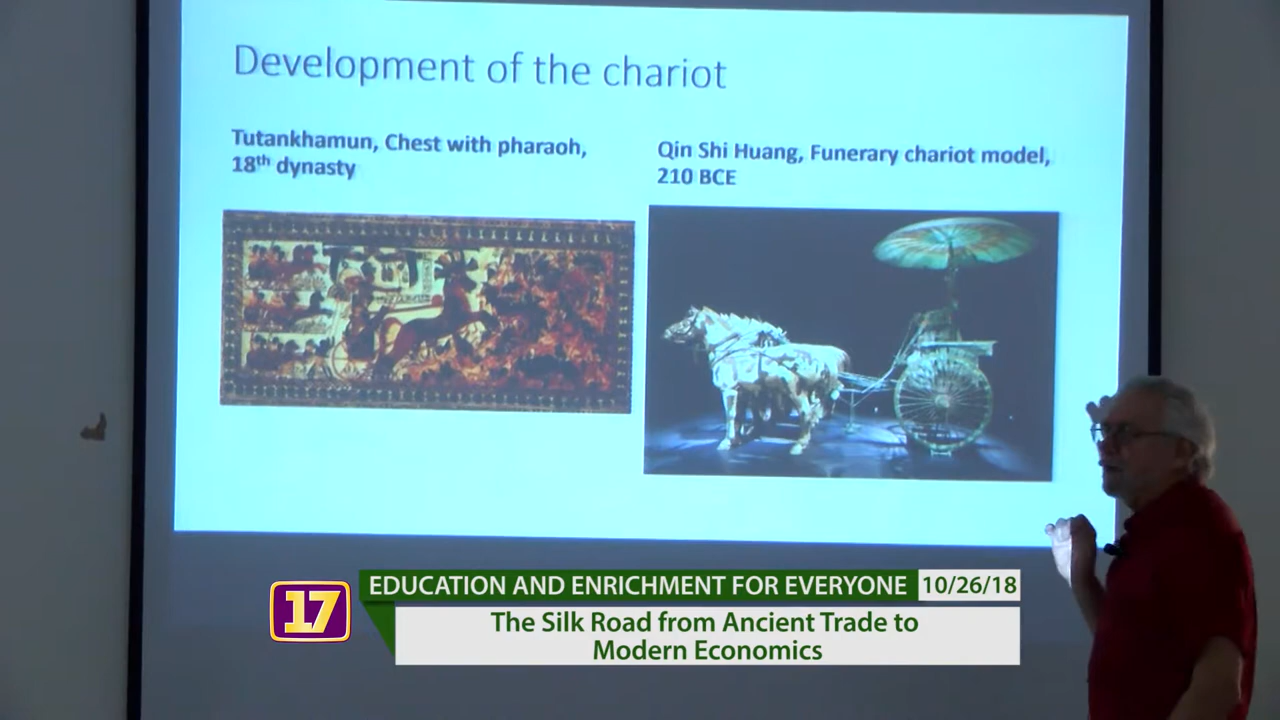 Development of the chariot
Tutankhamun, Chest with pharaoh,
18th dynasty
Qin Shi Huang, Funerary chariot model,
210 BCE
17
EDUCATION AND ENRICHMENT FOR EVERYONE
10/26/18
The Silk Road from Ancient Trade to
Modern Economics